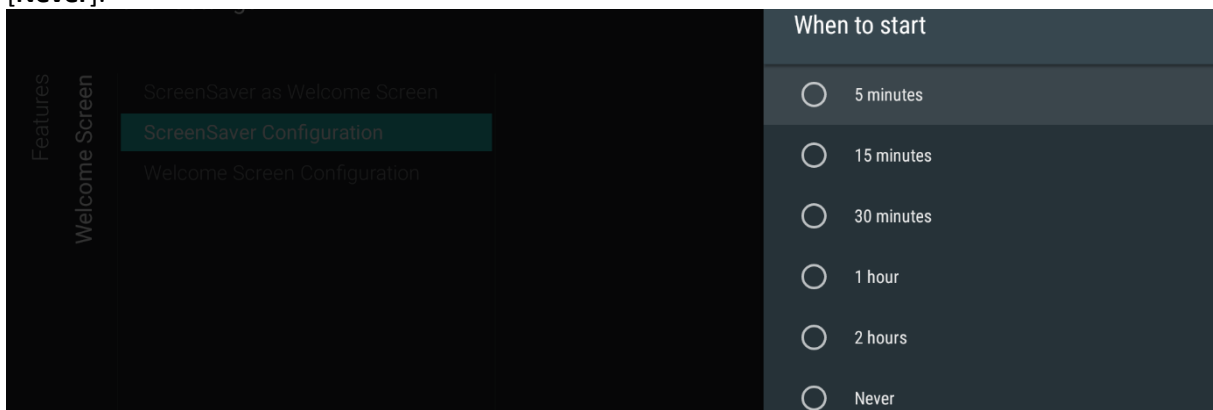 [Never].
When to start
Features
Welcome Screen
ScreenSaver as Welcome Screen
ScreenSaver Configuration
Welcome Screen Configuration
5 minutes
15 minutes
30 minutes
1 hour
2 hours
Never